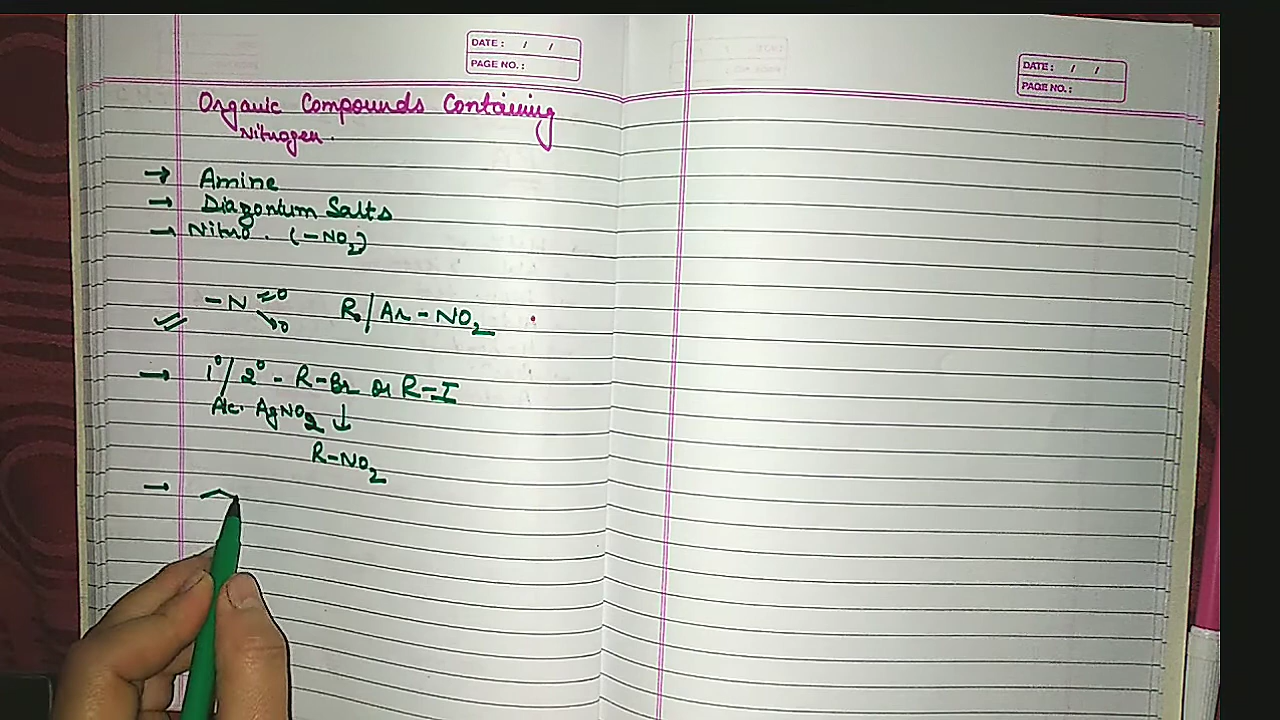 DATE : / /
PAGE NO. :
DATE : / /
PAGE NO. :
Organic Compounds Containing
Nitrogen.
→ Amine
→ Diazonium Salts
→ Nitro. (-NO2)
-N =O
→O
R/Ar-NO2
→ 1°/2° - R-Br or R-I
Alc. AgNO2 ↓
R-NO2
→